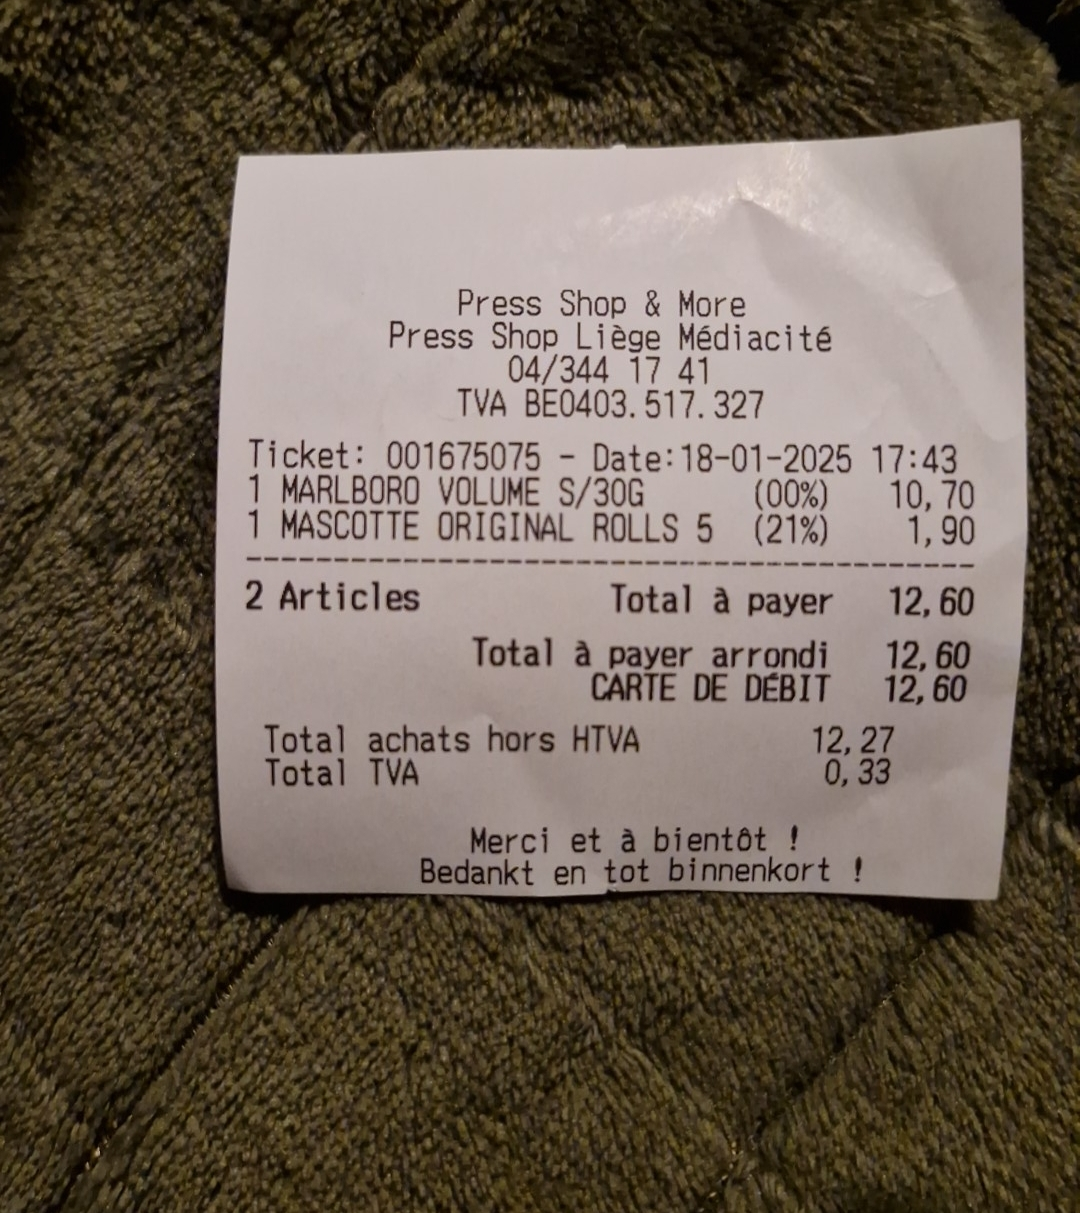 Press Shop & More
Press Shop Liège Médiacité
04/344 17 41
TVA BE0403.517.327
Ticket: 001675075 - Date:18-01-2025 17:43
1 MARLBORO VOLUME S/30G (00%) 10,70
1 MASCOTTE ORIGINAL ROLLS 5 (21%) 1,90
2 Articles Total à payer 12,60
Total à payer arrondi 12,60
CARTE DE DÉBIT 12,60
Total achats hors HTVA 12,27
Total TVA 0,33
Merci et à bientôt !
Bedankt en tot binnenkort !